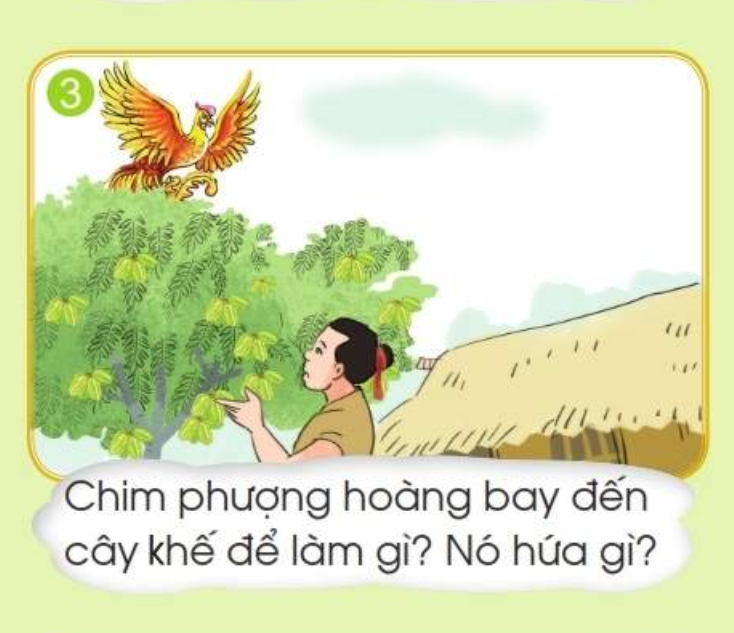 3
Chim phượng hoàng bay đến
cây khế để làm gì? Nó hứa gì?